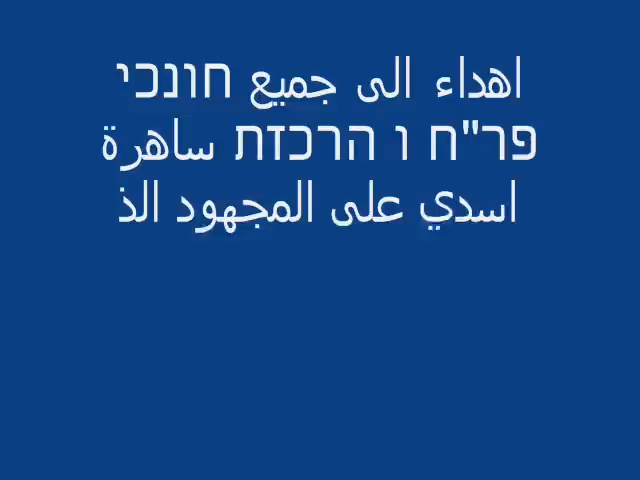 اهداء الى جميع חונכי
פר"ח ו הרכזת ساهرة
اسدي على المجهود الذ